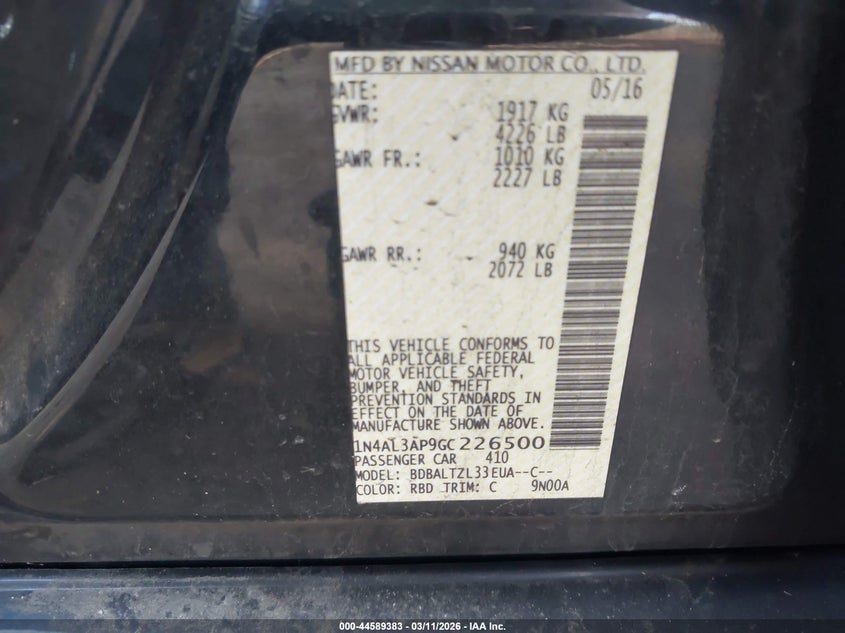 MFD BY NISSAN MOTOR CO., LTD.
DATE: 05/16
GVWR: 1917 KG
4226 LB
GAWR FR.: 1010 KG
2227 LB
GAWR RR.: 940 KG
2072 LB
THIS VEHICLE CONFORMS TO
ALL APPLICABLE FEDERAL
MOTOR VEHICLE SAFETY,
BUMPER, AND THEFT
PREVENTION STANDARDS IN
EFFECT ON THE DATE OF
MANUFACTURE SHOWN ABOVE.
1N4AL3AP9GC226500
PASSENGER CAR 410
MODEL: BDBALTZL33EUA--C--
COLOR: RBD TRIM: C 9N00A
000-44589383 - 03/11/2026 - IAA Inc.